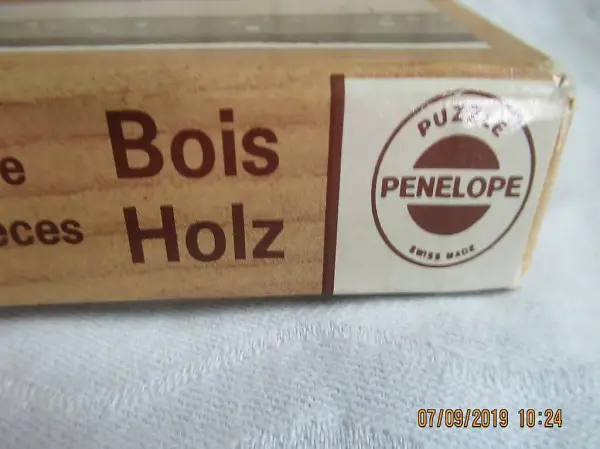 e Bois
eces Holz
PUZZLE
PENELOPE
SWISS MADE
07/09/2019 10:24